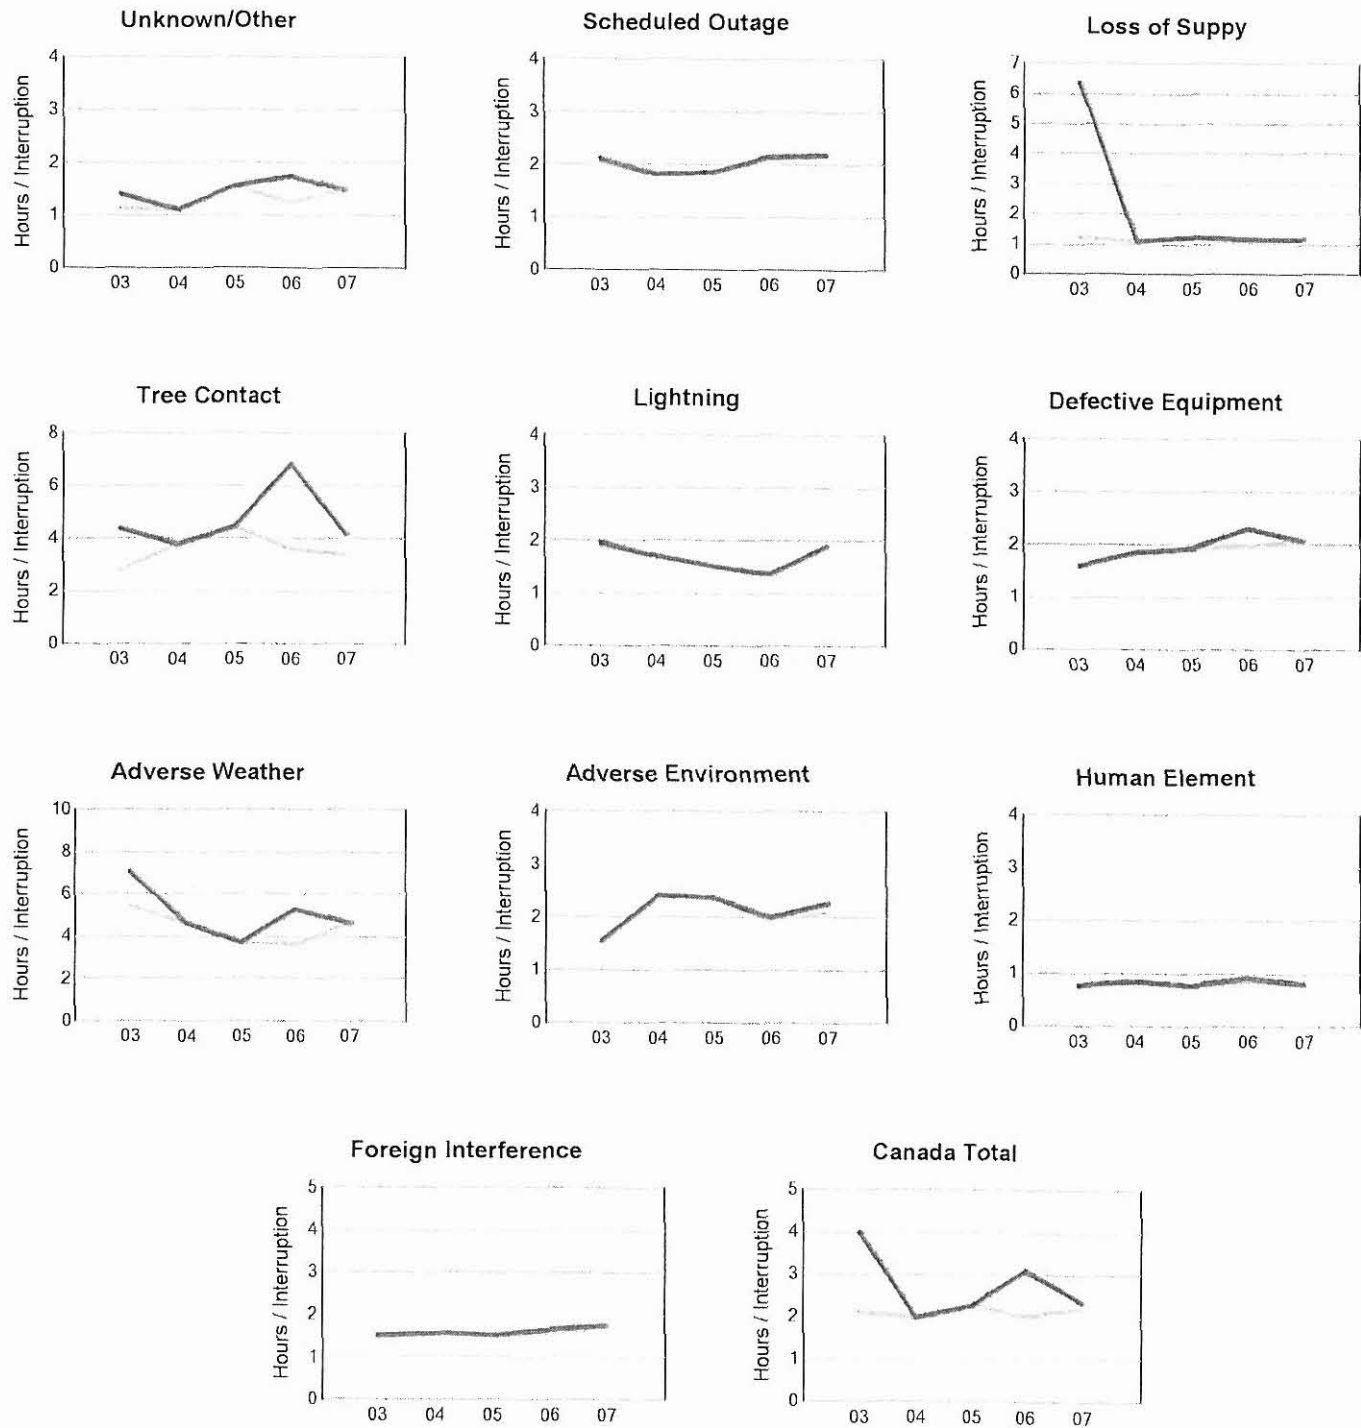 Unknown/Other
Hours / Interruption
4
3
2
1
0
03 04 05 06 07
Scheduled Outage
Hours / Interruption
4
3
2
1
0
03 04 05 06 07
Loss of Suppy
Hours / Interruption
7
6
5
4
3
2
1
0
03 04 05 06 07
Tree Contact
Hours / Interruption
8
6
4
2
0
03 04 05 06 07
Lightning
Hours / Interruption
4
3
2
1
0
03 04 05 06 07
Defective Equipment
Hours / Interruption
4
3
2
1
0
03 04 05 06 07
Adverse Weather
Hours / Interruption
10
8
6
4
2
0
03 04 05 06 07
Adverse Environment
Hours / Interruption
4
3
2
1
0
03 04 05 06 07
Human Element
Hours / Interruption
4
3
2
1
0
03 04 05 06 07
Foreign Interference
Hours / Interruption
5
4
3
2
1
0
03 04 05 06 07
Canada Total
Hours / Interruption
5
4
3
2
1
0
03 04 05 06 07